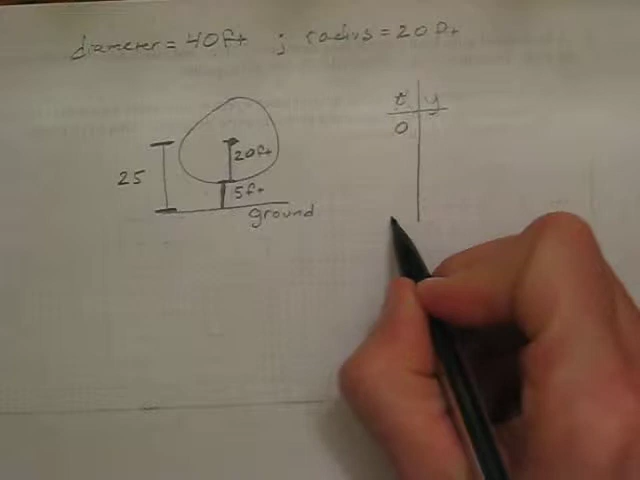 diameter = 40ft ; radius = 20ft
t y
0
20ft
25
5ft
ground